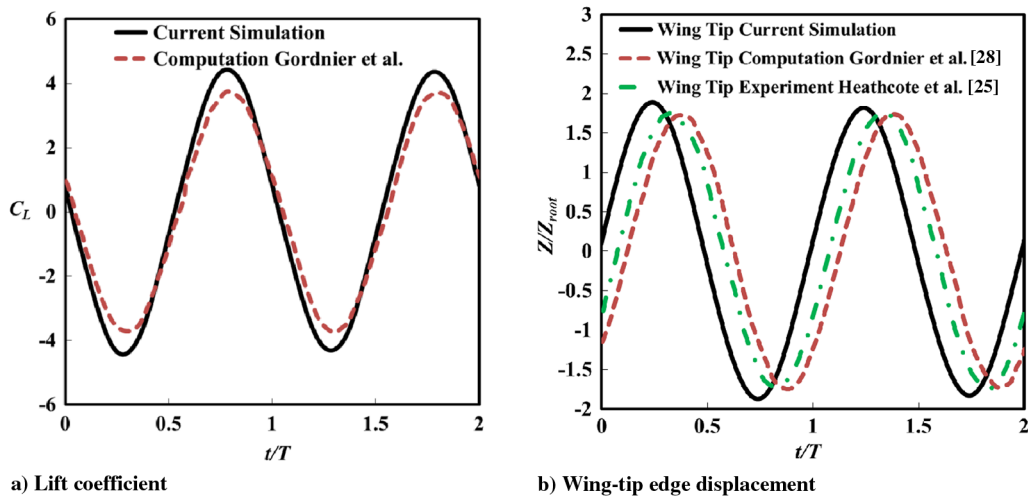 Current Simulation
Computation Gordnier et al.
6
4
2
0
-2
-4
-6
C_L
0
0.5
1
1.5
2
t/T
a) Lift coefficient
Wing Tip Current Simulation
Wing Tip Computation Gordnier et al. [28]
Wing Tip Experiment Heathcote et al. [25]
3
2.5
2
1.5
1
0.5
0
-0.5
-1
-1.5
-2
Z/Z_root
0
0.5
1
1.5
2
t/T
b) Wing-tip edge displacement